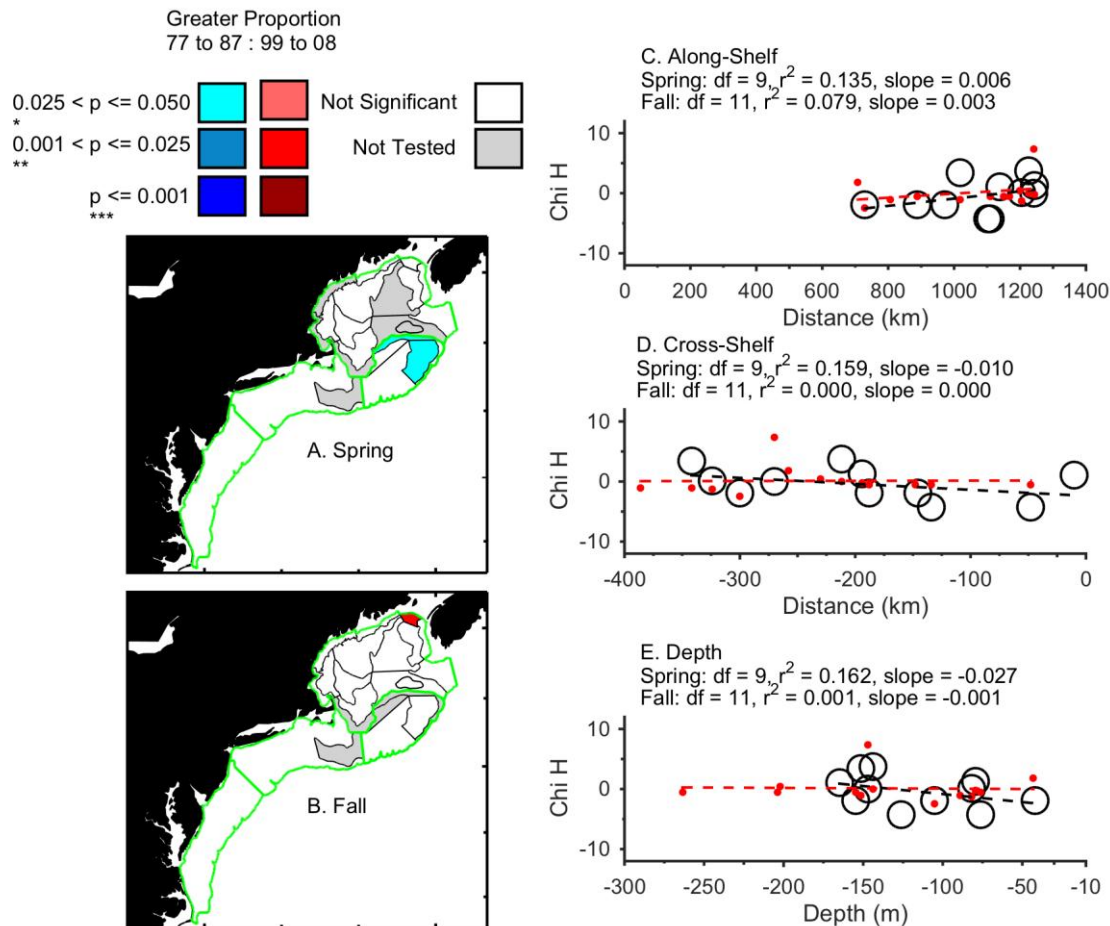 Greater Proportion
77 to 87 : 99 to 08
0.025 < p <= 0.050
*
0.001 < p <= 0.025
**
p <= 0.001
***
Not Significant
Not Tested
A. Spring
B. Fall
C. Along-Shelf
Spring: df = 9, r² = 0.135, slope = 0.006
Fall: df = 11, r² = 0.079, slope = 0.003
Chi H
10
0
-10
0 200 400 600 800 1000 1200 1400
Distance (km)
D. Cross-Shelf
Spring: df = 9, r² = 0.159, slope = -0.010
Fall: df = 11, r² = 0.000, slope = 0.000
Chi H
10
0
-10
-400 -300 -200 -100 0
Distance (km)
E. Depth
Spring: df = 9, r² = 0.162, slope = -0.027
Fall: df = 11, r² = 0.001, slope = -0.001
Chi H
10
0
-10
-300 -250 -200 -150 -100 -50 -10
Depth (m)